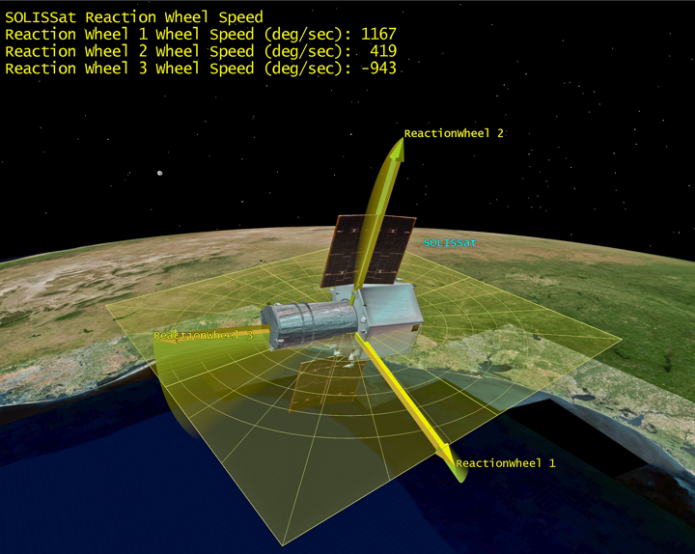 SOLISSat Reaction Wheel Speed
Reaction Wheel 1 Wheel Speed (deg/sec): 1167
Reaction Wheel 2 Wheel Speed (deg/sec): 419
Reaction Wheel 3 Wheel Speed (deg/sec): -943
ReactionWheel 2
SOLISSat
ReactionWheel 3
ReactionWheel 1